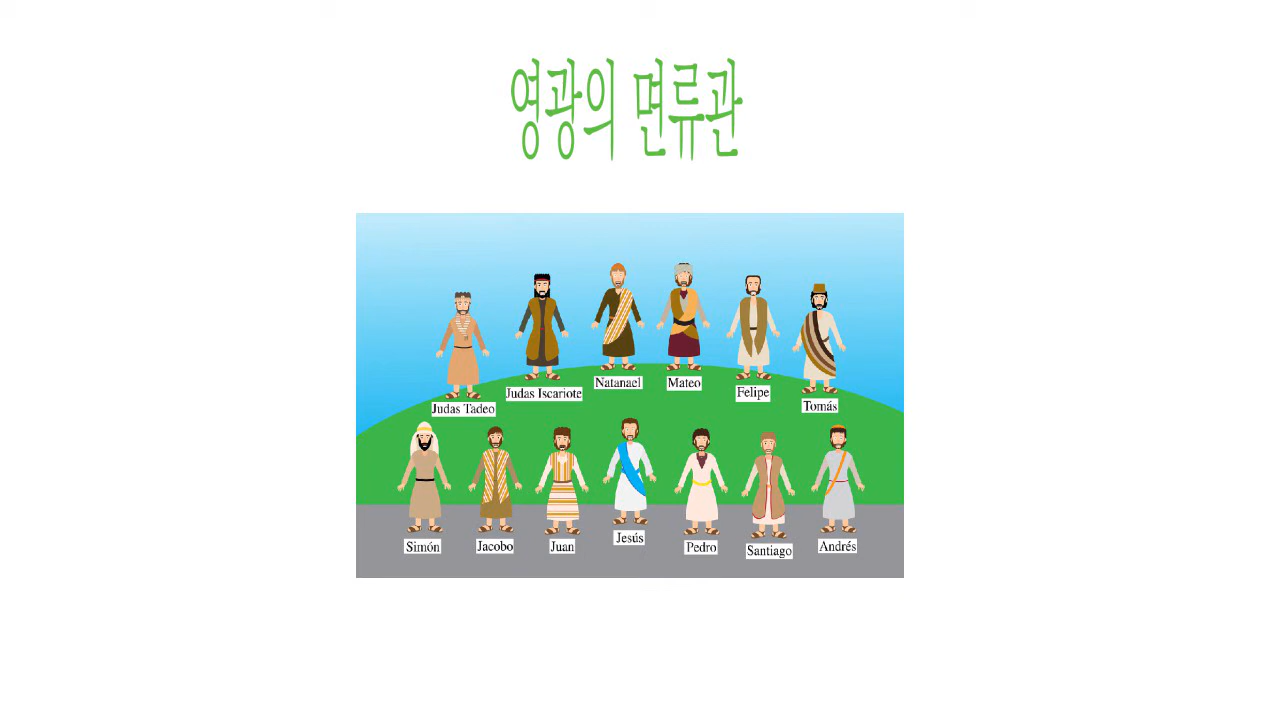 영광의 면류관
Judas Tadeo
Judas Iscariote
Natanael
Mateo
Felipe
Tomás
Simón
Jacobo
Juan
Jesús
Pedro
Santiago
Andrés